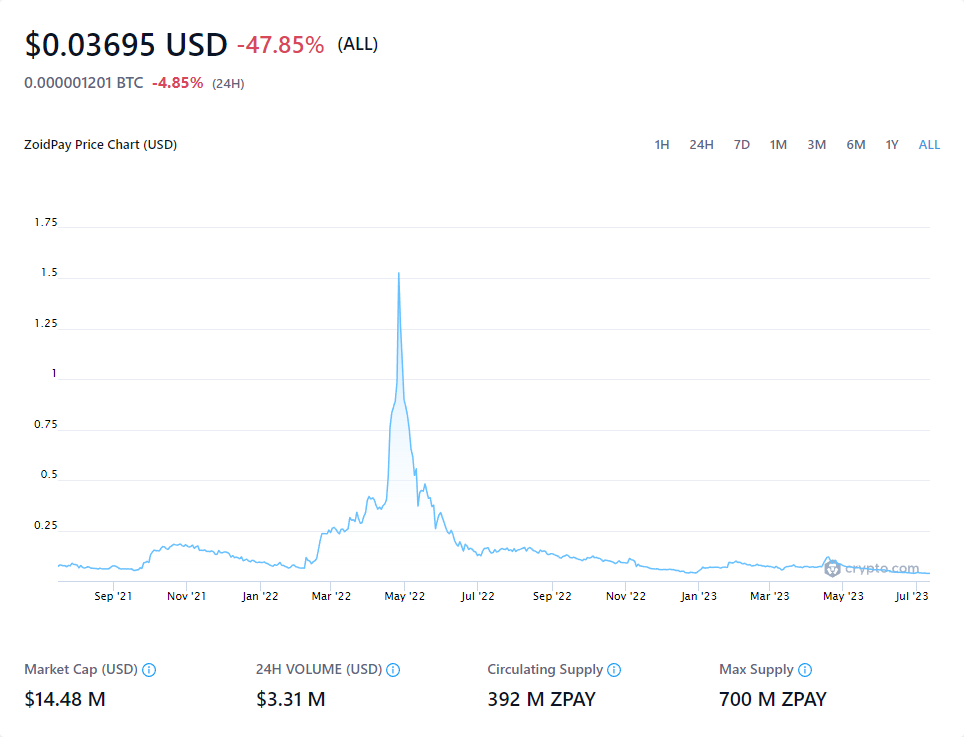 $0.03695 USD -47.85% (ALL)
0.000001201 BTC -4.85% (24H)
ZoidPay Price Chart (USD) 1H 24H 7D 1M 3M 6M 1Y ALL
1.75
1.5
1.25
1
0.75
0.5
0.25
crypto.com
Sep '21 Nov '21 Jan '22 Mar '22 May '22 Jul '22 Sep '22 Nov '22 Jan '23 Mar '23 May '23 Jul '23
Market Cap (USD) 24H VOLUME (USD) Circulating Supply Max Supply
$14.48 M $3.31 M 392 M ZPAY 700 M ZPAY